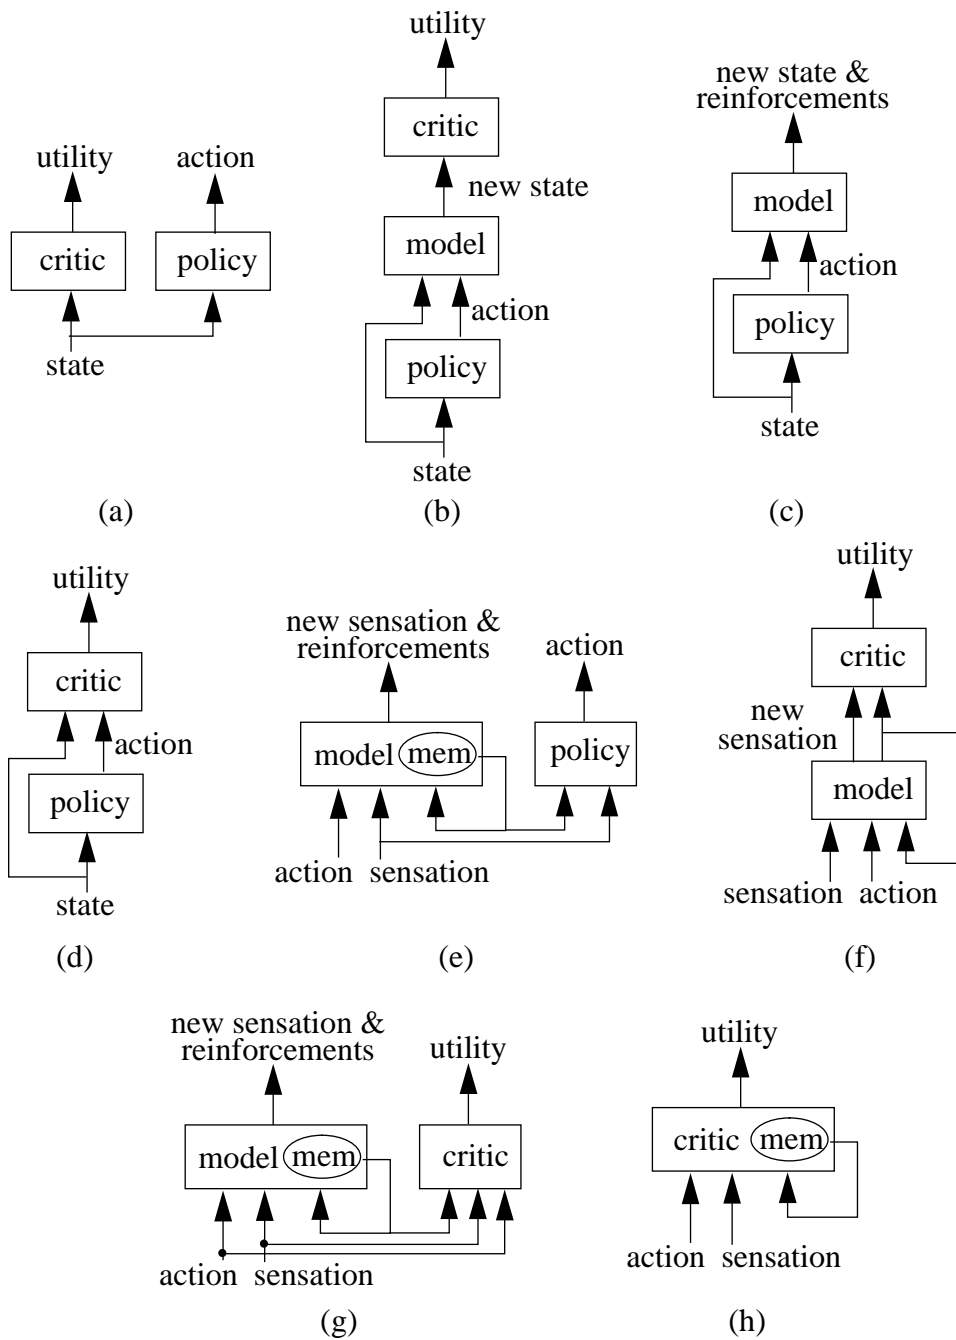 utility
action
critic
policy
state
(a)
utility
critic
new state
model
action
policy
state
(b)
new state &
reinforcements
model
action
policy
state
(c)
utility
critic
action
policy
state
(d)
new sensation &
reinforcements
action
model mem
policy
action sensation
(e)
utility
critic
new
sensation
model
sensation action
(f)
new sensation &
reinforcements
utility
model mem
critic
action sensation
(g)
utility
critic mem
action sensation
(h)